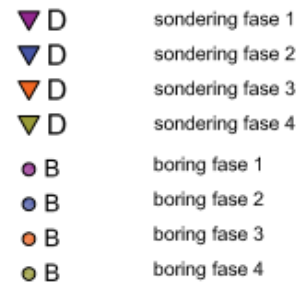 D sondering fase 1
D sondering fase 2
D sondering fase 3
D sondering fase 4
B boring fase 1
B boring fase 2
B boring fase 3
B boring fase 4